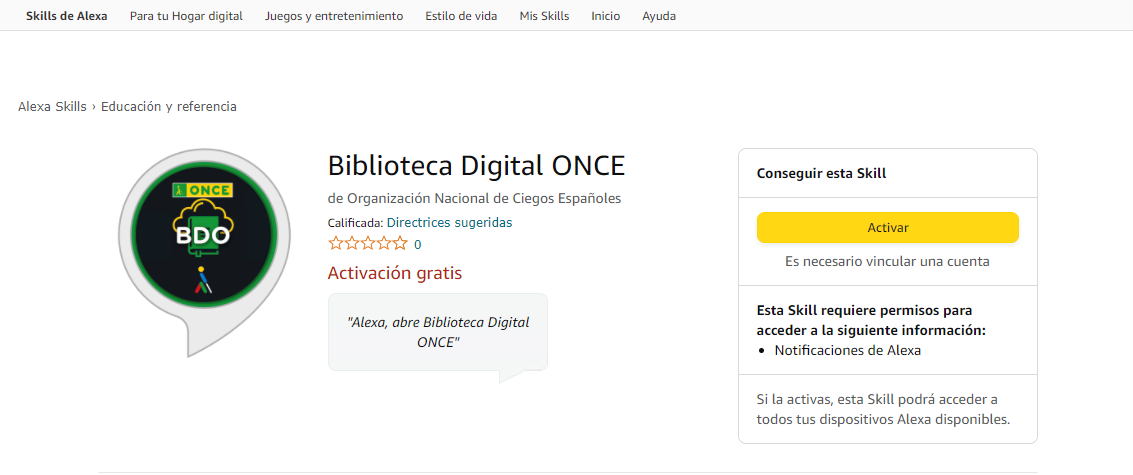 Skills de Alexa Para tu Hogar digital Juegos y entretenimiento Estilo de vida Mis Skills Inicio Ayuda
Alexa Skills › Educación y referencia
ONCE
BDO
Biblioteca Digital ONCE
de Organización Nacional de Ciegos Españoles
Calificada: Directrices sugeridas
0
Activación gratis
"Alexa, abre Biblioteca Digital
ONCE"
Conseguir esta Skill
Activar
Es necesario vincular una cuenta
Esta Skill requiere permisos para
acceder a la siguiente información:
• Notificaciones de Alexa
Si la activas, esta Skill podrá acceder a
todos tus dispositivos Alexa disponibles.